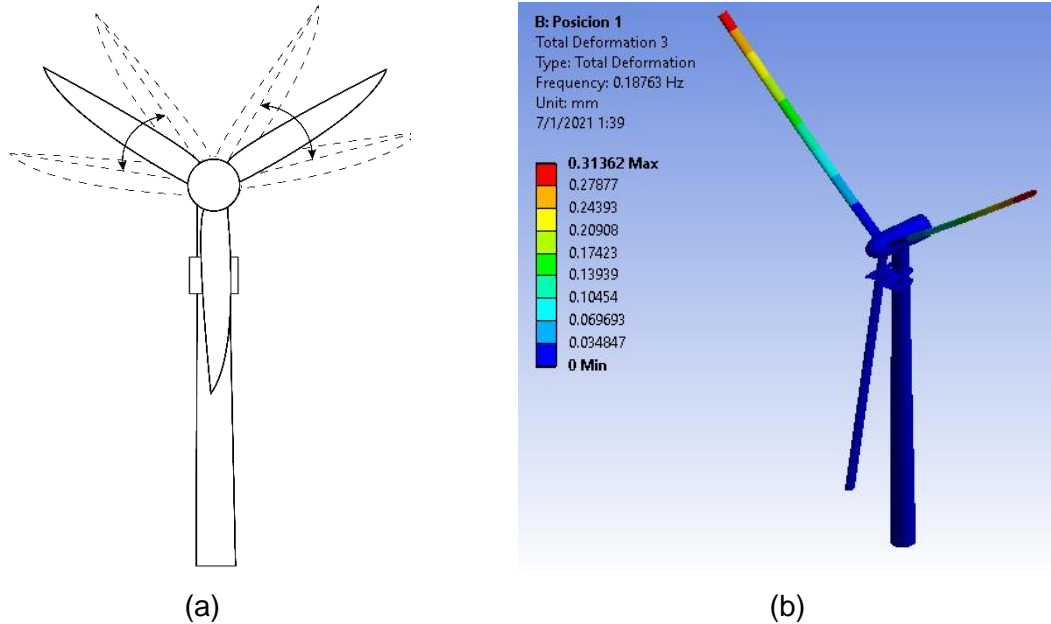 B: Posicion 1
Total Deformation 3
Type: Total Deformation
Frequency: 0.18763 Hz
Unit: mm
7/1/2021 1:39
0.31362 Max
0.27877
0.24393
0.20908
0.17423
0.13939
0.10454
0.069693
0.034847
0 Min
(a)
(b)